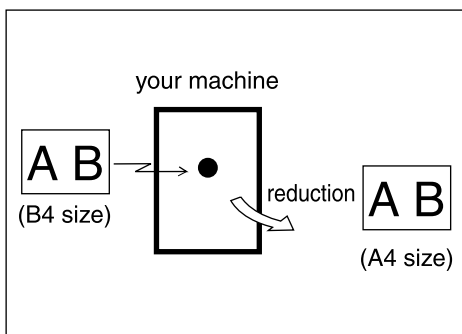 your machine
A B
(B4 size)
reduction
A B
(A4 size)